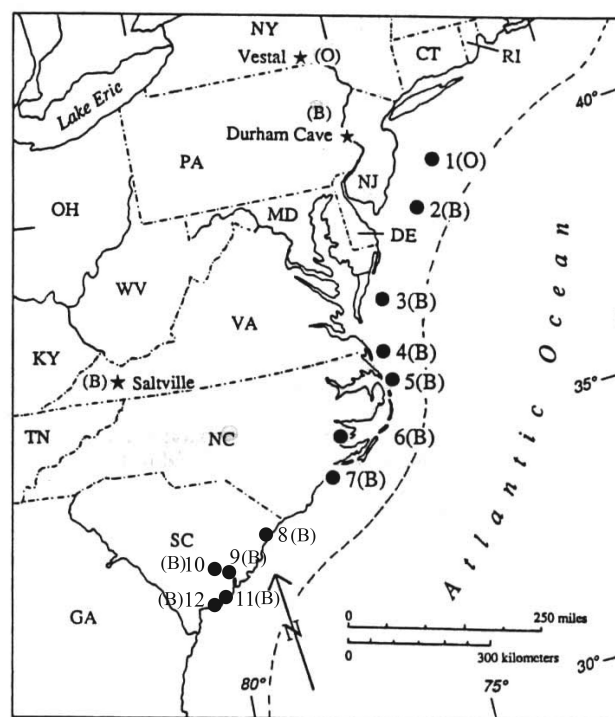 NY
Vestal ★ (O)
CT
RI
Lake Eric
40°
(B)
Durham Cave
1(O)
PA
NJ
2(B)
OH
MD
DE
WV
3(B)
VA
4(B)
KY
(B) ★ Saltville
5(B)
35°
TN
NC
6(B)
7(B)
SC
8(B)
(B)10
9(B)
GA
(B)12
11(B)
N
Atlantic Ocean
0 250 miles
0 300 kilometers
80°
75°
30°